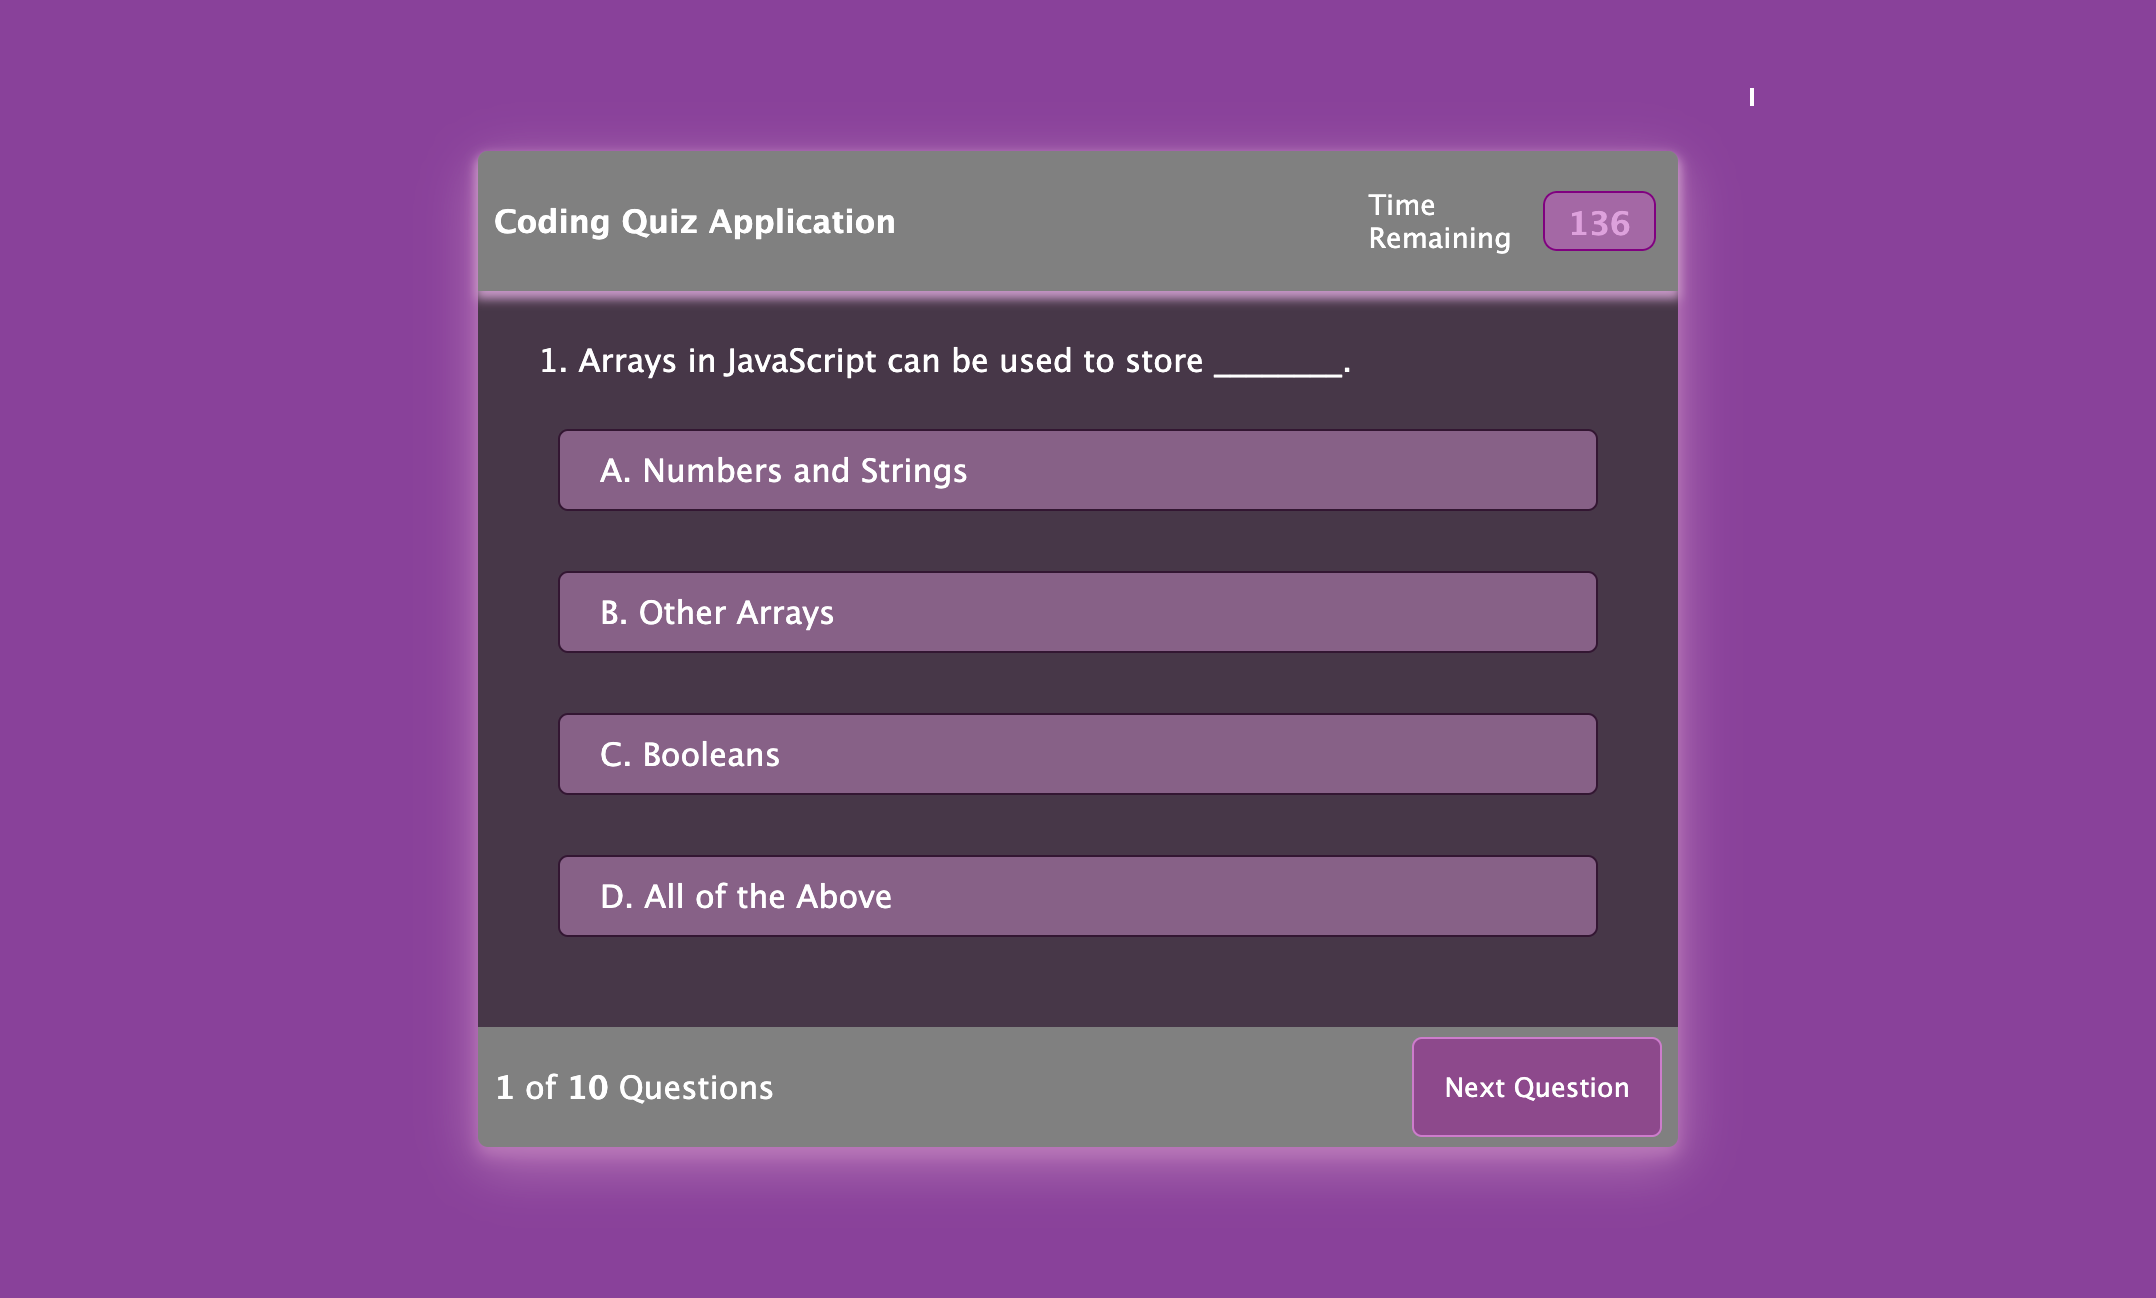 Coding Quiz Application
Time
Remaining
136
1. Arrays in JavaScript can be used to store ________.
A. Numbers and Strings
B. Other Arrays
C. Booleans
D. All of the Above
1 of 10 Questions
Next Question